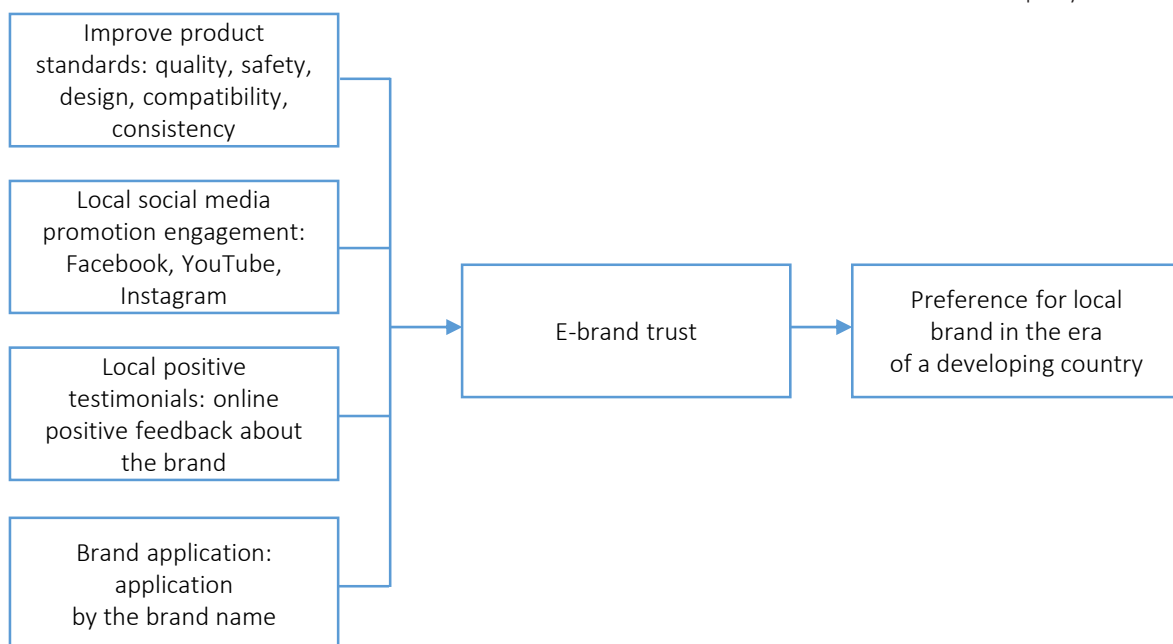 Improve product
standards: quality, safety,
design, compatibility,
consistency
Local social media
promotion engagement:
Facebook, YouTube,
Instagram
Local positive
testimonials: online
positive feedback about
the brand
Brand application:
application
by the brand name
E-brand trust
Preference for local
brand in the era
of a developing country